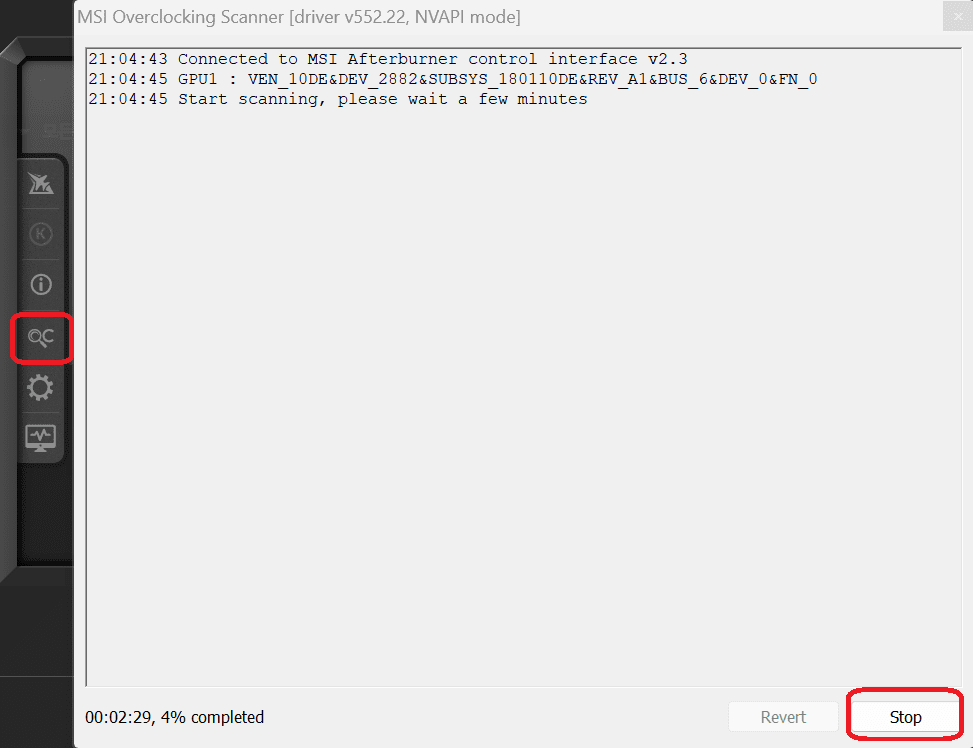 MSI Overclocking Scanner [driver v552.22, NVAPI mode]
21:04:43 Connected to MSI Afterburner control interface v2.3
21:04:45 GPU1 : VEN_10DE&DEV_2882&SUBSYS_180110DE&REV_A1&BUS_6&DEV_0&FN_0
21:04:45 Start scanning, please wait a few minutes
K
00:02:29, 4% completed
Revert
Stop